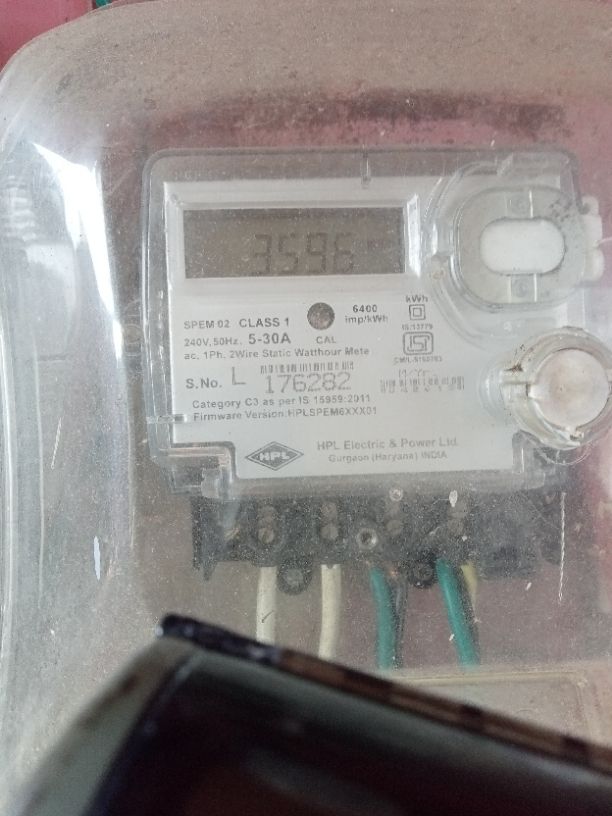 3596
SPEM 02 CLASS 1
6400
imp/kWh
kWh
IS:13779
240V, 50Hz. 5-30A CAL
ac, 1Ph, 2Wire Static Watthour Mete
S.No. L 176282
Category C3 as per IS 15959:2011
Firmware Version:HPLSPEM6XXX01
HPL
HPL Electric & Power Ltd.
Gurgaon (Haryana) INDIA